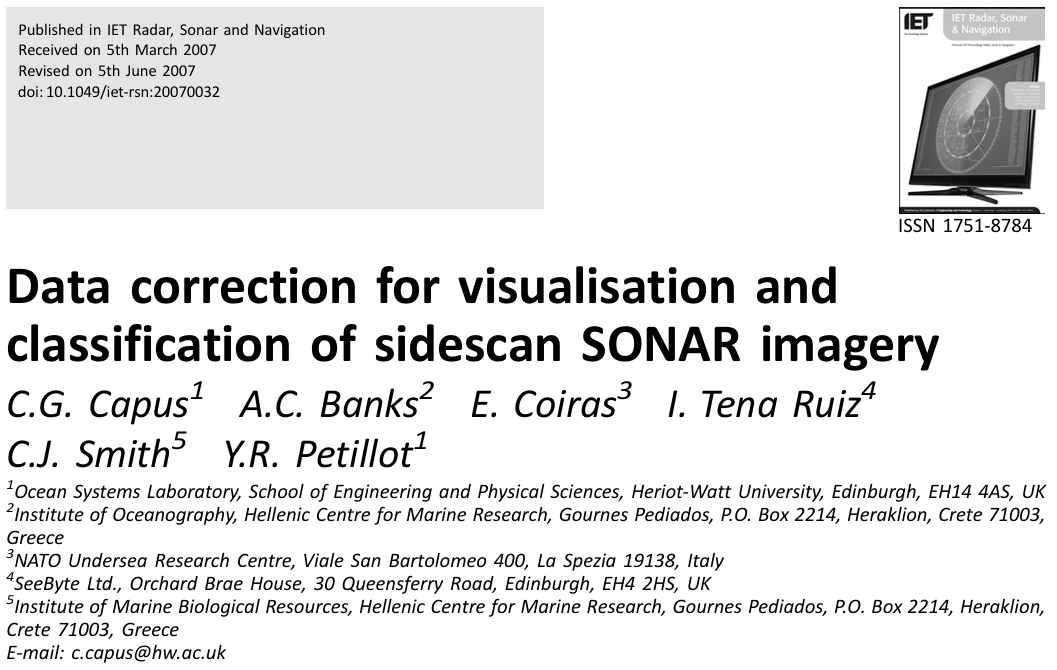 Published in IET Radar, Sonar and Navigation
Received on 5th March 2007
Revised on 5th June 2007
doi: 10.1049/iet-rsn:20070032
IET
IET Radar, Sonar
& Navigation
ISSN 1751-8784
Data correction for visualisation and
classification of sidescan SONAR imagery
C.G. Capus1 A.C. Banks2 E. Coiras3 I. Tena Ruiz4
C.J. Smith5 Y.R. Petillot1
1Ocean Systems Laboratory, School of Engineering and Physical Sciences, Heriot-Watt University, Edinburgh, EH14 4AS, UK
2Institute of Oceanography, Hellenic Centre for Marine Research, Gournes Pediados, P.O. Box 2214, Heraklion, Crete 71003,
Greece
3NATO Undersea Research Centre, Viale San Bartolomeo 400, La Spezia 19138, Italy
4SeeByte Ltd., Orchard Brae House, 30 Queensferry Road, Edinburgh, EH4 2HS, UK
5Institute of Marine Biological Resources, Hellenic Centre for Marine Research, Gournes Pediados, P.O. Box 2214, Heraklion,
Crete 71003, Greece
E-mail: c.capus@hw.ac.uk